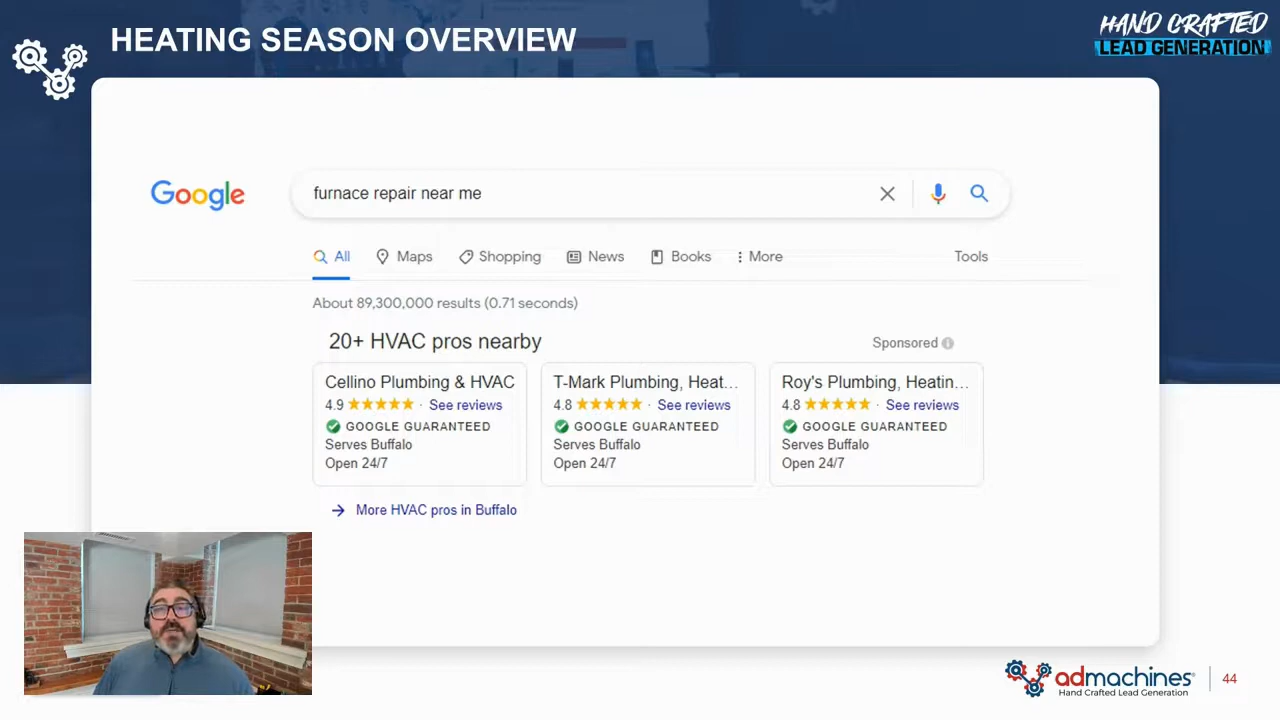 HEATING SEASON OVERVIEW
HAND CRAFTED
LEAD GENERATION
Google
furnace repair near me
All
Maps
Shopping
News
Books
More
Tools
About 89,300,000 results (0.71 seconds)
20+ HVAC pros nearby
Sponsored
Cellino Plumbing & HVAC
4.9 · See reviews
GOOGLE GUARANTEED
Serves Buffalo
Open 24/7
T-Mark Plumbing, Heat...
4.8 · See reviews
GOOGLE GUARANTEED
Serves Buffalo
Open 24/7
Roy's Plumbing, Heatin...
4.8 · See reviews
GOOGLE GUARANTEED
Serves Buffalo
Open 24/7
More HVAC pros in Buffalo
admachines
Hand Crafted Lead Generation
44